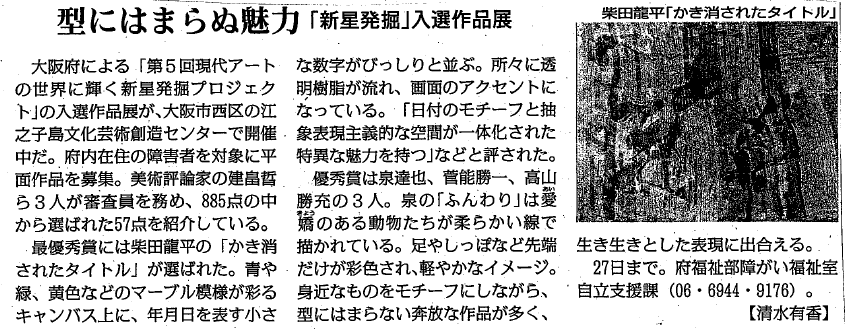 型にはまらぬ魅力「新星発掘」入選作品展
大阪府による「第5回現代アート
の世界に輝く新星発掘プロジェク
ト」の入選作品展が、大阪市西区の江
之子島文化芸術創造センターで開催
中だ。府内在住の障害者を対象に平
面作品を募集。美術評論家の建畠晢
ら3人が審査員を務め、885点の中
から選ばれた57点を紹介している。
最優秀賞には柴田龍平の「かき消
されたタイトル」が選ばれた。青や
緑、黄色などのマーブル模様が彩る
キャンバス上に、年月日を表す小さ
な数字がびっしりと並ぶ。所々に透
明樹脂が流れ、画面のアクセントに
なっている。「日付のモチーフと抽
象表現主義的な空間が一体化された
特異な魅力を持つ」などと評された。
優秀賞は泉達也、菅能勝一、高山
勝充の3人。泉の「ふんわり」は愛
嬌のある動物たちが柔らかい線で
描かれている。足やしっぽなど先端
だけが彩色され、軽やかなイメージ。
身近なものをモチーフにしながら、
型にはまらない奔放な作品が多く、
柴田龍平「かき消されたタイトル」
生き生きとした表現に出合える。
27日まで。府福祉部障がい福祉室
自立支援課(06・6944・9176)。
【清水有香】